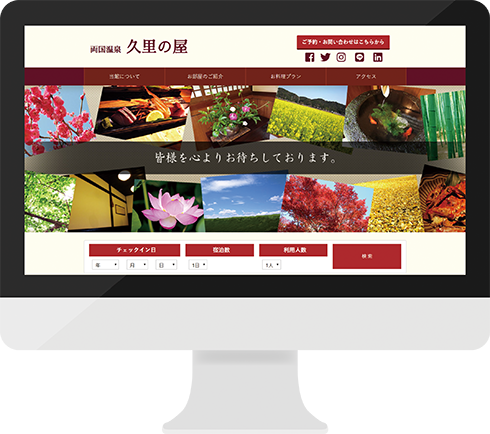 両国温泉 久里の屋
ご予約・お問い合わせはこちらから
当館について お部屋のご紹介 お料理プラン アクセス
皆様を心よりお待ちしております。
チェックイン日 宿泊数 利用人数 検索
年 月 日 1日 1人